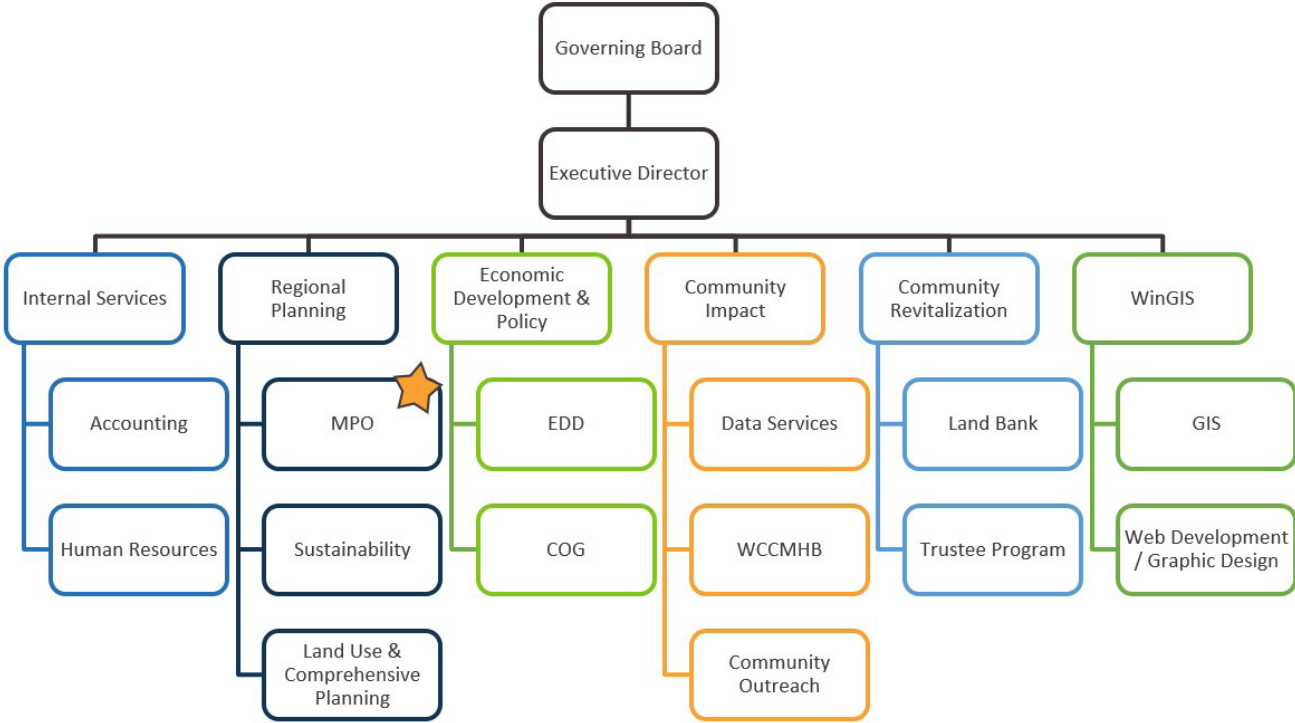 Governing Board
Executive Director
Internal Services
Regional
Planning
Economic
Development &
Policy
Community
Impact
Community
Revitalization
WinGIS
Accounting
MPO
EDD
Data Services
Land Bank
GIS
Human Resources
Sustainability
COG
WCCMHB
Trustee Program
Web Development
/ Graphic Design
Land Use &
Comprehensive
Planning
Community
Outreach